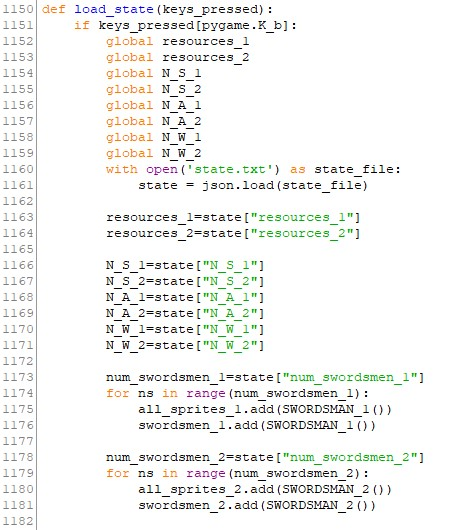 1150 def load_state(keys_pressed):
1151     if keys_pressed[pygame.K_b]:
1152         global resources_1
1153         global resources_2
1154         global N_S_1
1155         global N_S_2
1156         global N_A_1
1157         global N_A_2
1158         global N_W_1
1159         global N_W_2
1160         with open('state.txt') as state_file:
1161             state = json.load(state_file)
1162
1163         resources_1=state["resources_1"]
1164         resources_2=state["resources_2"]
1165
1166         N_S_1=state["N_S_1"]
1167         N_S_2=state["N_S_2"]
1168         N_A_1=state["N_A_1"]
1169         N_A_2=state["N_A_2"]
1170         N_W_1=state["N_W_1"]
1171         N_W_2=state["N_W_2"]
1172
1173         num_swordsmen_1=state["num_swordsmen_1"]
1174         for ns in range(num_swordsmen_1):
1175             all_sprites_1.add(SWORDSMAN_1())
1176             swordsmen_1.add(SWORDSMAN_1())
1177
1178         num_swordsmen_2=state["num_swordsmen_2"]
1179         for ns in range(num_swordsmen_2):
1180             all_sprites_2.add(SWORDSMAN_2())
1181             swordsmen_2.add(SWORDSMAN_2())
1182